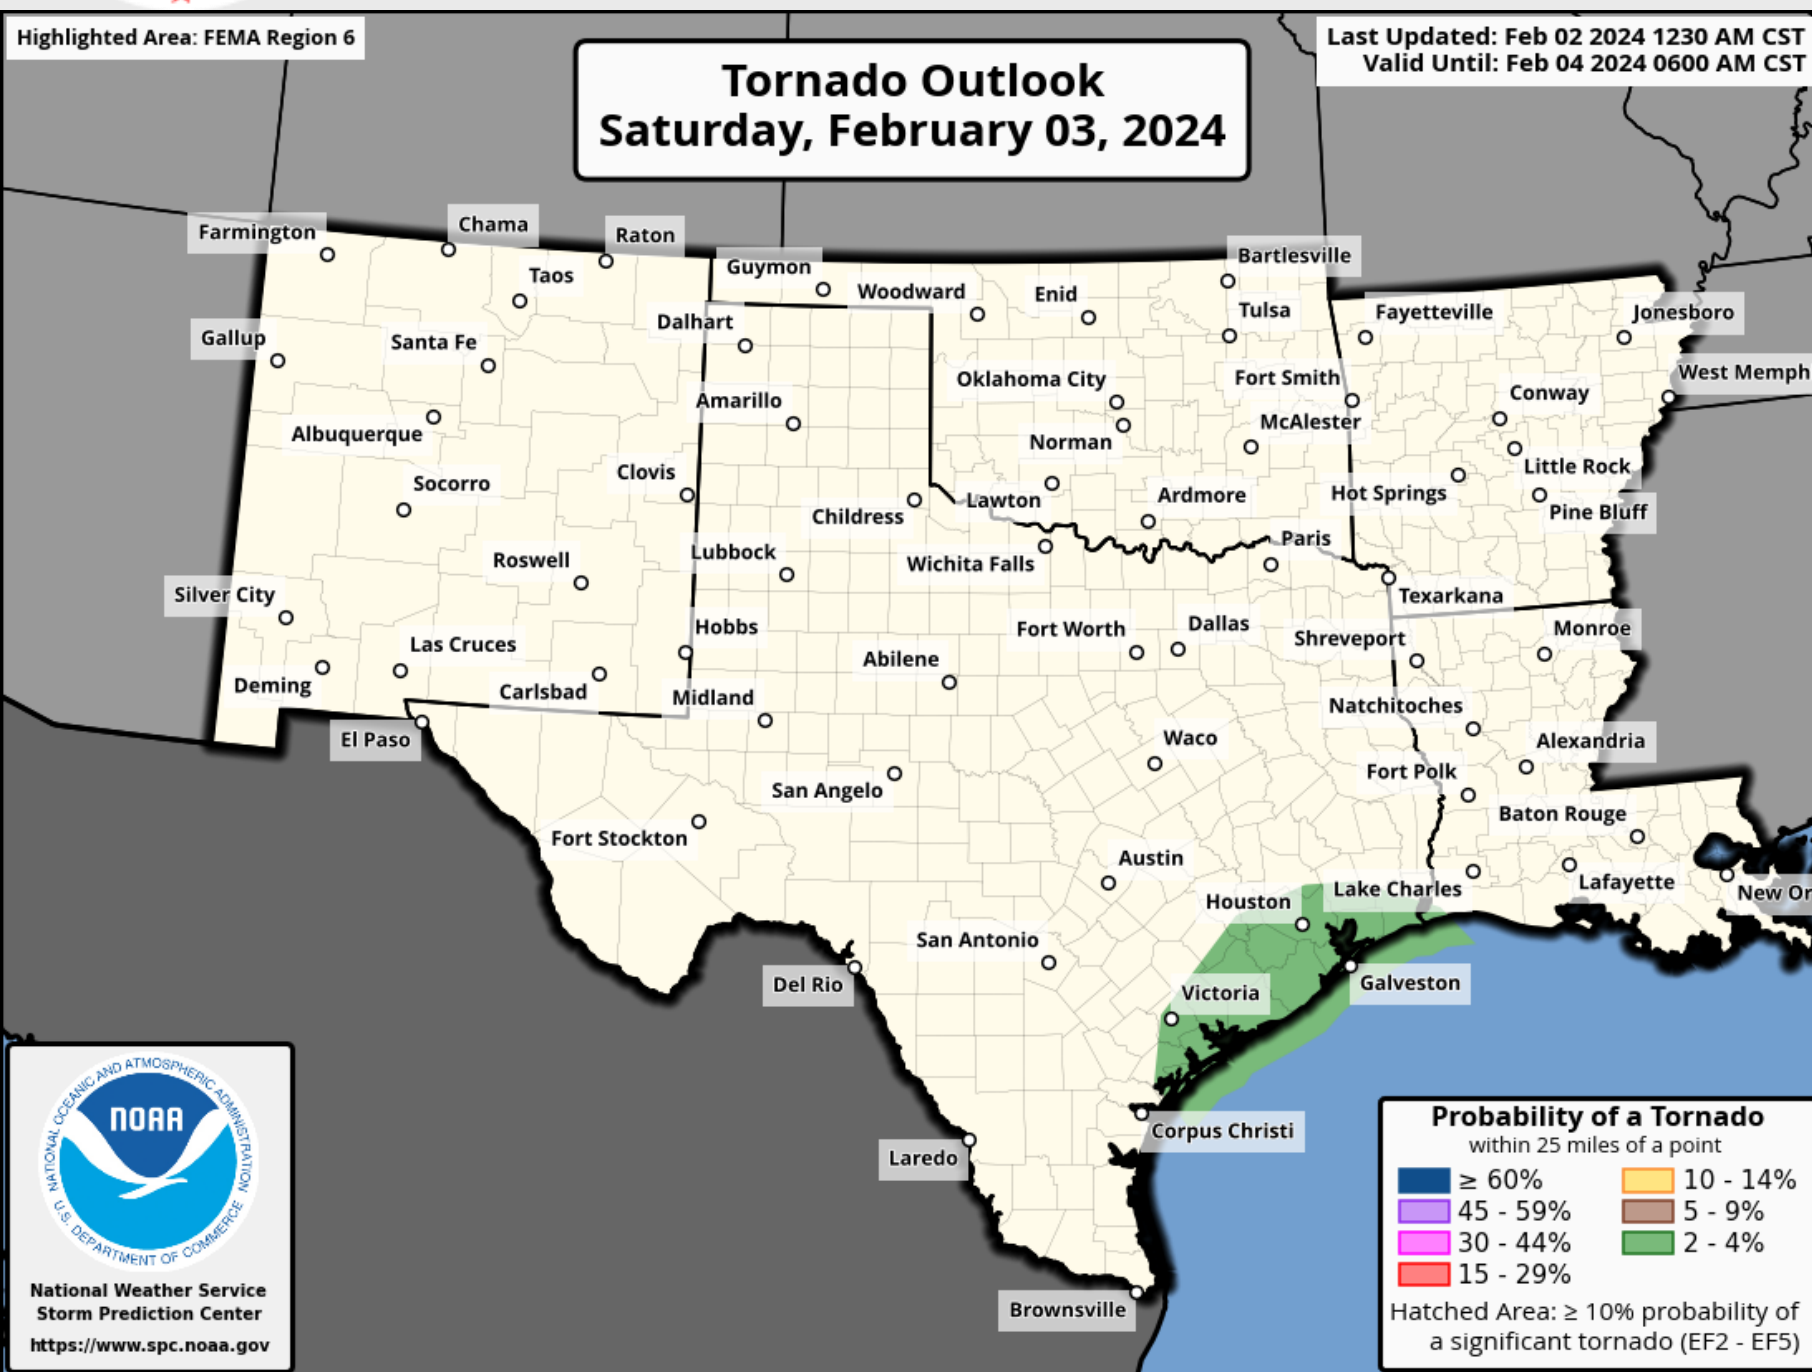 Highlighted Area: FEMA Region 6
Last Updated: Feb 02 2024 1230 AM CST
Valid Until: Feb 04 2024 0600 AM CST
Tornado Outlook
Saturday, February 03, 2024
Farmington
Chama
Raton
Guymon
Bartlesville
Taos
Woodward
Enid
Tulsa
Fayetteville
Jonesboro
Gallup
Santa Fe
Dalhart
West Memph
Oklahoma City
Fort Smith
Conway
Amarillo
McAlester
Albuquerque
Norman
Clovis
Little Rock
Socorro
Lawton
Ardmore
Hot Springs
Childress
Pine Bluff
Paris
Lubbock
Roswell
Wichita Falls
Silver City
Texarkana
Hobbs
Fort Worth
Dallas
Shreveport
Monroe
Las Cruces
Abilene
Deming
Carlsbad
Midland
Natchitoches
El Paso
Waco
Alexandria
Fort Polk
San Angelo
Baton Rouge
Fort Stockton
Austin
Lake Charles
Lafayette
New Or
Houston
San Antonio
Del Rio
Galveston
Victoria
Corpus Christi
Laredo
Brownsville
NATIONAL OCEANIC AND ATMOSPHERIC ADMINISTRATION
NOAA
U.S. DEPARTMENT OF COMMERCE
National Weather Service
Storm Prediction Center
https://www.spc.noaa.gov
Probability of a Tornado
within 25 miles of a point
≥ 60%
10 - 14%
45 - 59%
5 - 9%
30 - 44%
2 - 4%
15 - 29%
Hatched Area: ≥ 10% probability of
a significant tornado (EF2 - EF5)